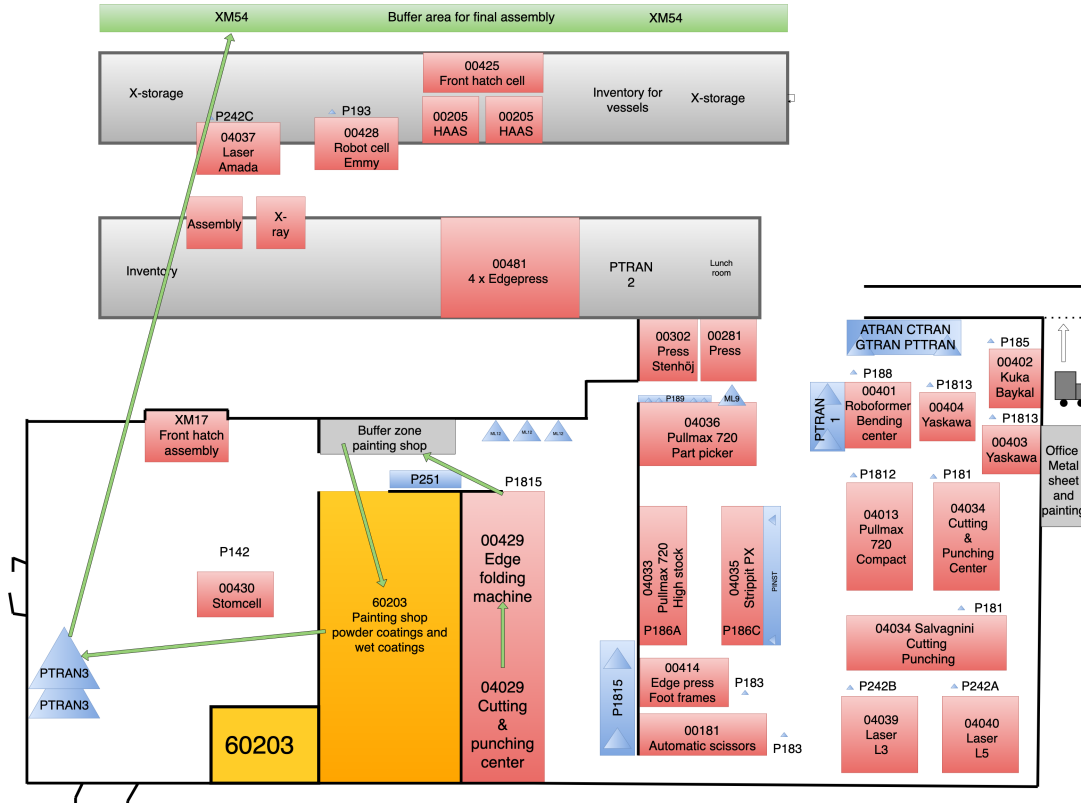 XM54
Buffer area for final assembly
XM54
X-storage
00425
Front hatch cell
Inventory for
vessels
X-storage
P242C
P193
04037
Laser
Amada
00428
Robot cell
Emmy
00205
HAAS
00205
HAAS
Assembly
X-
ray
Inventory
00481
4 x Edgepress
PTRAN
2
Lunch
room
00302
Press
Stenhöj
00281
Press
ATRAN CTRAN
GTRAN PTTRAN
P185
00402
Kuka
Baykal
P188
00401
Roboformer
Bending
center
PTRAN
1
P1813
00404
Yaskawa
P1813
00403
Yaskawa
P189
ML9
04036
Pullmax 720
Part picker
XM17
Front hatch
assembly
Buffer zone
painting shop
ML12
ML12
ML12
P251
P1815
Office
Metal
sheet
and
painting
P1812
04013
Pullmax
720
Compact
P181
04034
Cutting
&
Punching
Center
00429
Edge
folding
machine
04033
Pullmax 720
High stock
P186A
04035
Strippit PX
P186C
PINST
P142
00430
Stomcell
60203
Painting shop
powder coatings and
wet coatings
P181
04034 Salvagnini
Cutting
Punching
PTRAN3
PTRAN3
04029
Cutting
&
punching
center
P1815
00414
Edge press
Foot frames
P183
00181
Automatic scissors
P183
P242B
04039
Laser
L3
P242A
04040
Laser
L5
60203